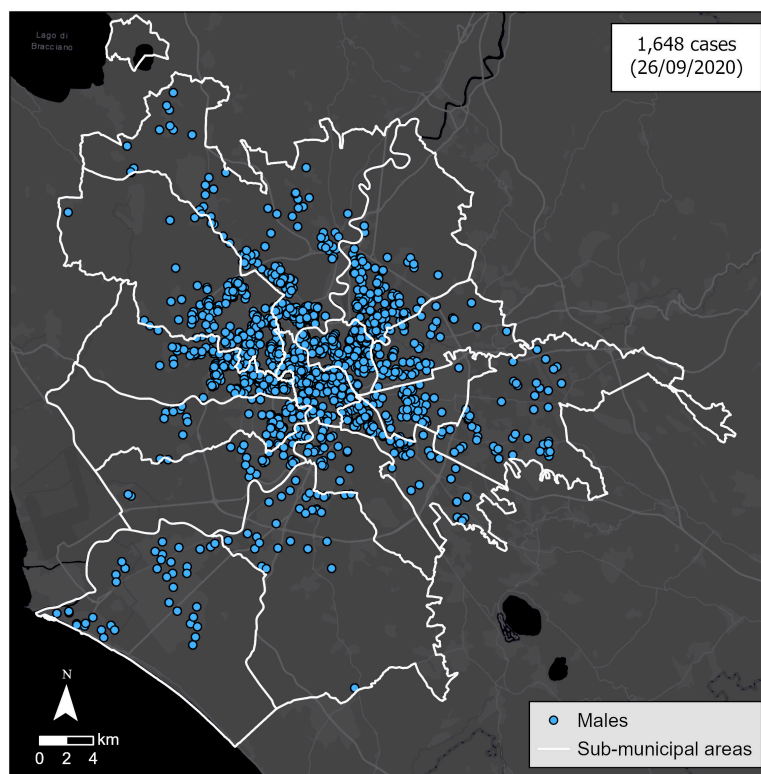 Lago di
Bracciano
1,648 cases
(26/09/2020)
N
km
0 2 4
Males
Sub-municipal areas